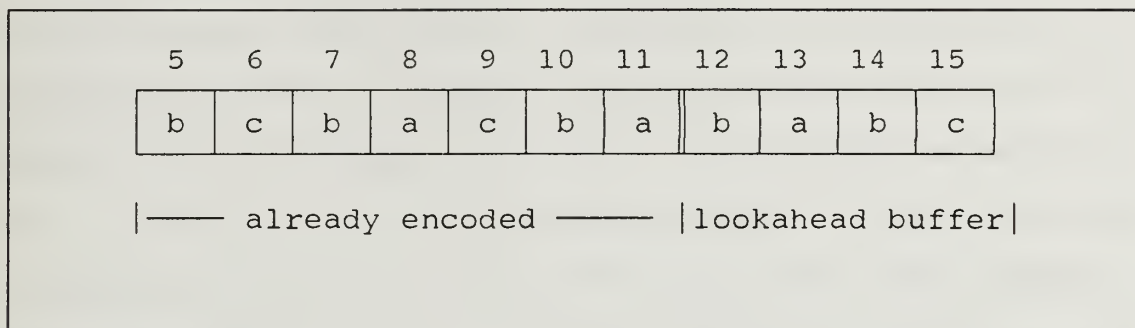 5 6 7 8 9 10 11 12 13 14 15
b c b a c b a b a b c
already encoded lookahead buffer